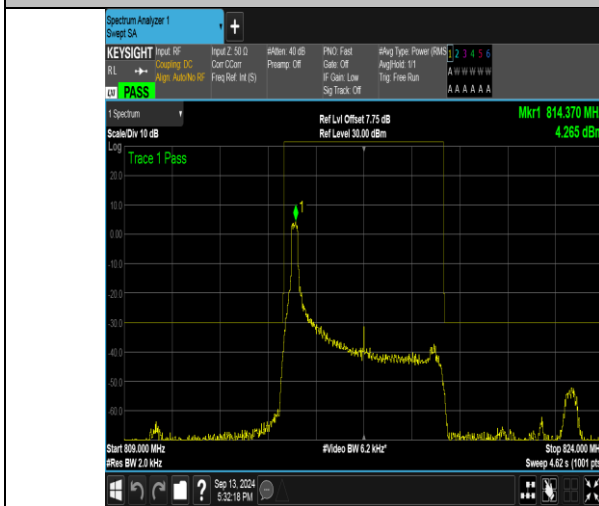 Spectrum Analyzer 1
Swept SA
+
KEYSIGHT Input: RF Input Z: 50 Ω #Atten: 40 dB PNO: Fast #Avg Type: Power (RMS 1 2 3 4 5 6
RL Coupling: DC Corr CCorr Preamp: Off Gate: Off Avg|Hold: 1/1 A W W W W W
Align: Auto/No RF Freq Ref: Int (S) IF Gain: Low Trig: Free Run
PASS Sig Track: Off A A A A A A
1 Spectrum Ref Lvl Offset 7.75 dB Mkr1 814.370 MH
Scale/Div 10 dB Ref Level 30.00 dBm 4.265 dBm
Log
Trace 1 Pass
20.0
10.0
1
0.00
-10.0
-20.0
-30.0
-40.0
-50.0
-60.0
Start 809.000 MHz #Video BW 6.2 kHz* Stop 824.000 MH
#Res BW 2.0 kHz Sweep 4.62 s (1001 pts
? Sep 13, 2024
5:32:18 PM